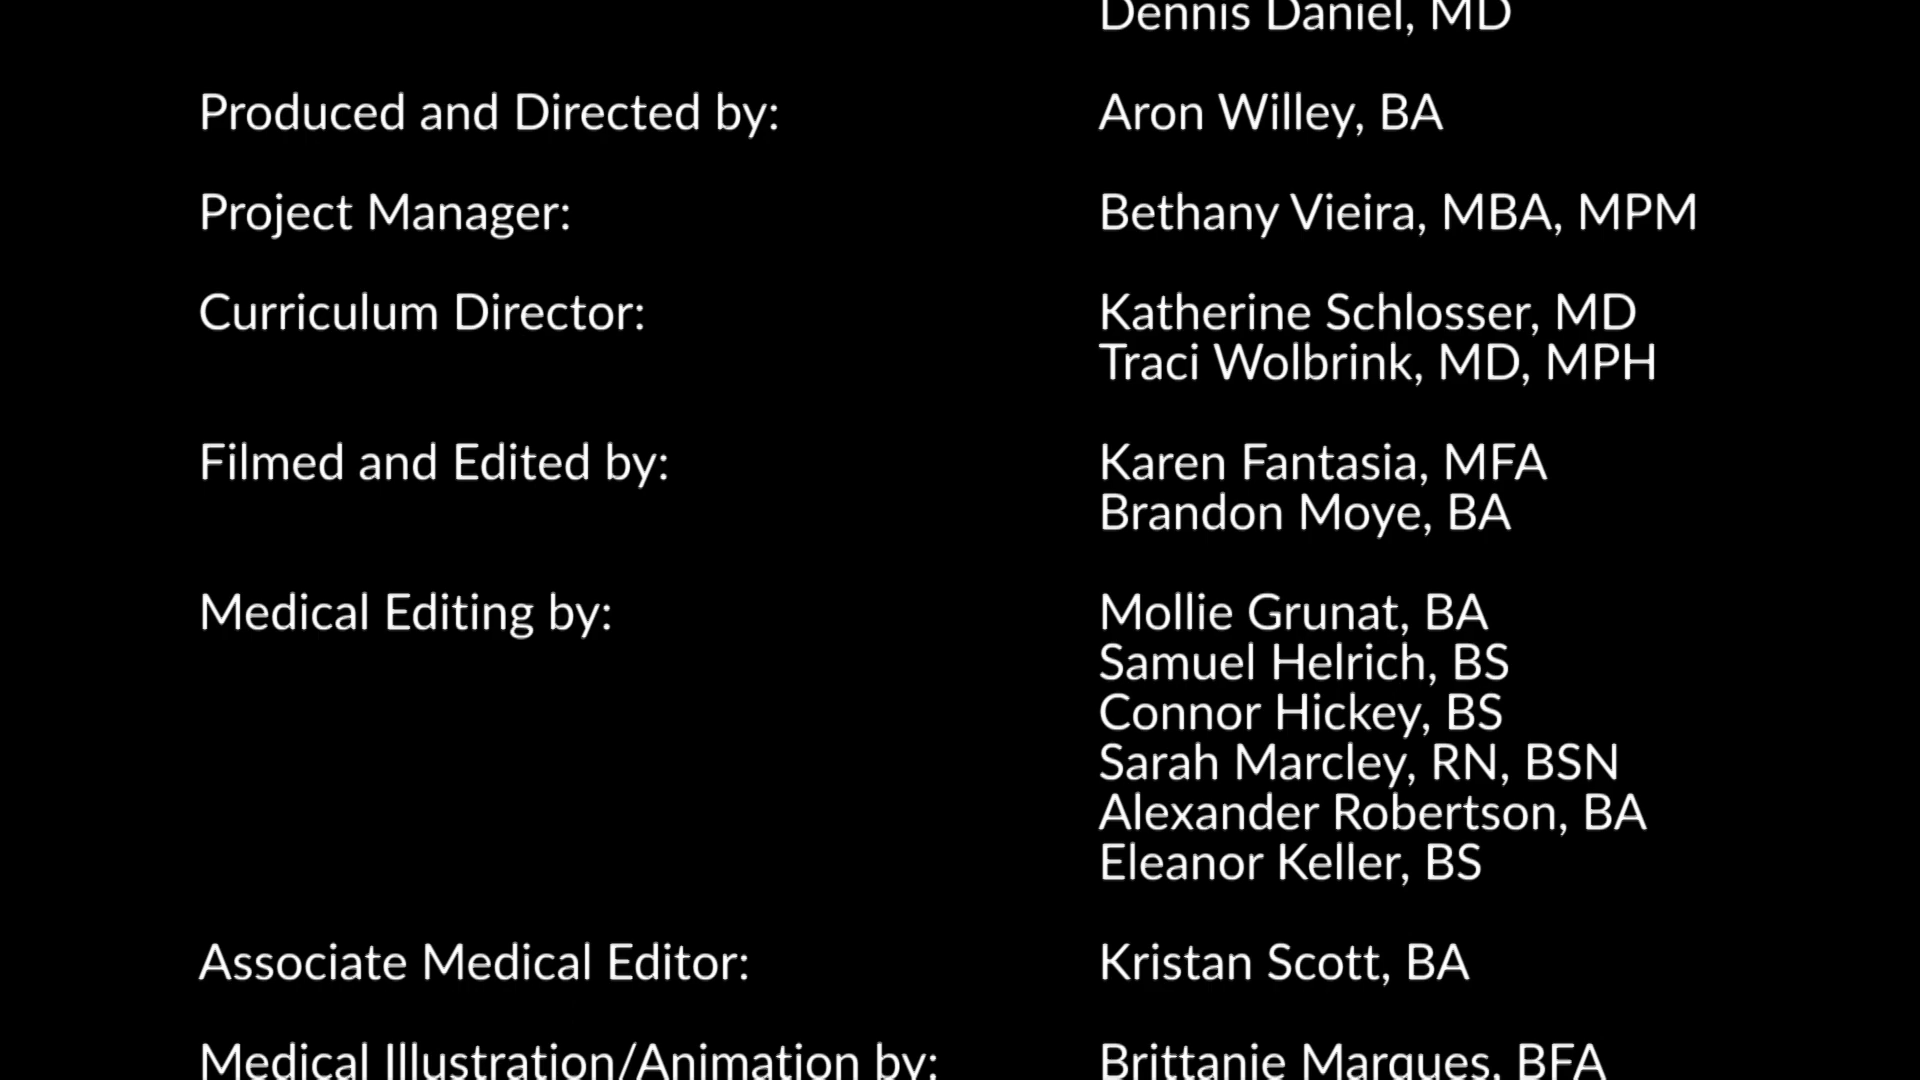 Dennis Daniel, MD
Produced and Directed by: Aron Willey, BA
Project Manager: Bethany Vieira, MBA, MPM
Curriculum Director: Katherine Schlosser, MD
Traci Wolbrink, MD, MPH
Filmed and Edited by: Karen Fantasia, MFA
Brandon Moye, BA
Medical Editing by: Mollie Grunat, BA
Samuel Helrich, BS
Connor Hickey, BS
Sarah Marcley, RN, BSN
Alexander Robertson, BA
Eleanor Keller, BS
Associate Medical Editor: Kristan Scott, BA
Medical Illustration/Animation by: Brittanie Marques, BFA